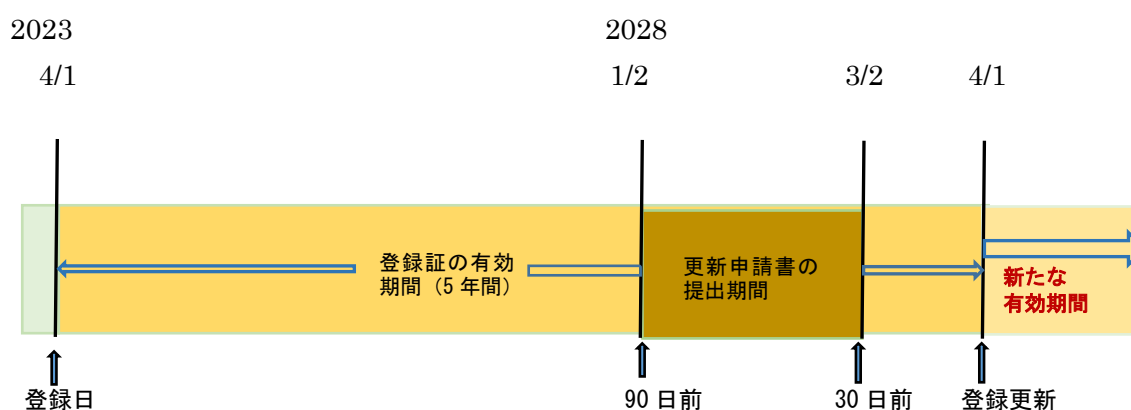 2023
2028
4/1
1/2
3/2
4/1
登録証の有効
期間（5 年間）
更新申請書の
提出期間
新たな
有効期間
登録日
90 日前
30 日前
登録更新